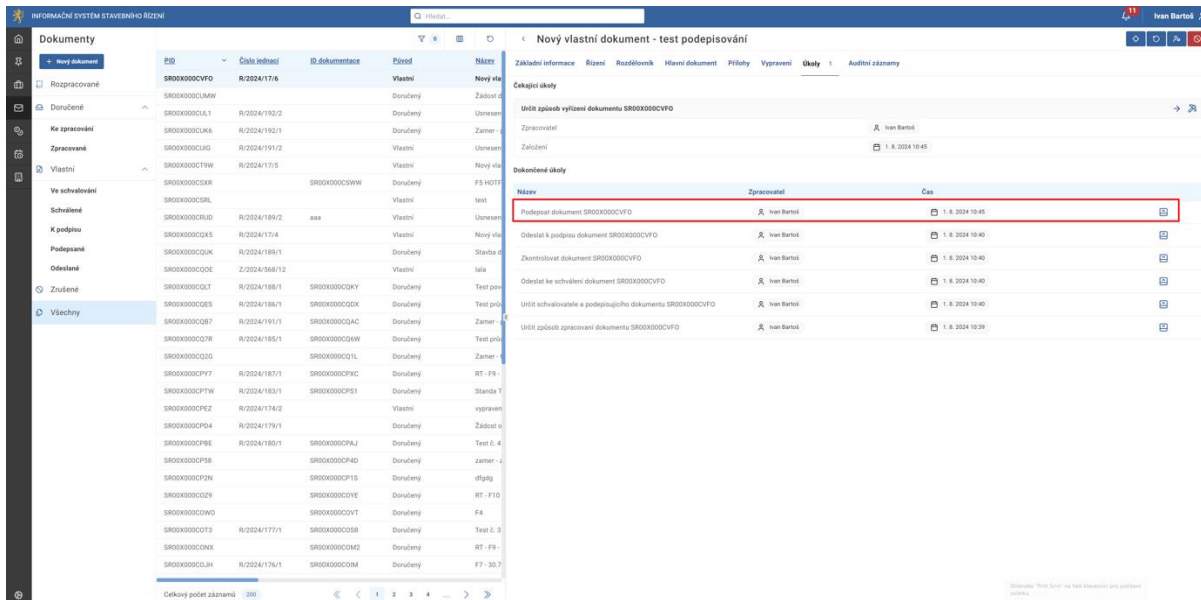 INFORMAČNÍ SYSTÉM STAVEBNÍHO ŘÍZENÍ
Hledat...
11
Ivan Bartoš
Dokumenty
+ Nový dokument
Rozpracované
Doručené
Ke zpracování
Zpracované
Vlastní
Ve schvalování
Schválené
K podpisu
Podepsané
Odeslané
Zrušené
Všechny
0
PID Číslo jednací ID dokumentace Původ Název
SR00X000CVFO R/2024/17/6 Vlastní Nový vla
SR00X000CUMW Doručený Žádost d
SR00X000CUL1 R/2024/192/2 Doručený Usnesen
SR00X000CUK6 R/2024/192/1 Doručený Zamer - p
SR00X000CUIG R/2024/191/2 Vlastní Usnesen
SR00X000CT9W R/2024/17/5 Vlastní Nový vla
SR00X000CSXR SR00X000CSWW Doručený F5 HOTF
SR00X000CSRL Vlastní test
SR00X000CRUD R/2024/189/2 aaa Vlastní Usnesen
SR00X000CQX5 R/2024/17/4 Vlastní Nový vla
SR00X000CQUK R/2024/189/1 Doručený Stavba d
SR00X000CQOE Z/2024/568/12 Vlastní lala
SR00X000CQLT R/2024/188/1 SR00X000CQKY Doručený Test pov
SR00X000CQES R/2024/186/1 SR00X000CQDX Doručený Test prů
SR00X000CQB7 R/2024/191/1 SR00X000CQAC Doručený Zamer -
SR00X000CQ7R R/2024/185/1 SR00X000CQ6W Doručený Test prů
SR00X000CQ2G SR00X000CQ1L Doručený Zamer -
SR00X000CPY7 R/2024/187/1 SR00X000CPXC Doručený RT - F9 -
SR00X000CPTW R/2024/183/1 SR00X000CPS1 Doručený Standa T
SR00X000CPEZ R/2024/174/2 Vlastní vypraven
SR00X000CPD4 R/2024/179/1 Doručený Žádost o
SR00X000CPBE R/2024/180/1 SR00X000CPAJ Doručený Test č. 4
SR00X000CP58 SR00X000CP4D Doručený zamer - z
SR00X000CP2N SR00X000CP1S Doručený dfgdg
SR00X000COZ9 SR00X000COYE Doručený RT - F10
SR00X000COWO SR00X000COVT Doručený F4
SR00X000COT3 R/2024/177/1 SR00X000COS8 Doručený Test č. 3
SR00X000CONX SR00X000COM2 Doručený RT - F9 -
SR00X000COJH R/2024/176/1 SR00X000COIM Doručený F7 - 30.7
Celkový počet záznamů 200
1 2 3 4 ...
Nový vlastní dokument - test podepisování
Základní informace Řízení Rozdělovník Hlavní dokument Přílohy Vypravení Úkoly 1 Auditní záznamy
Čekající úkoly
Určit způsob vyřízení dokumentu SR00X000CVFO
Zpracovatel Ivan Bartoš
Založení 1. 8. 2024 10:45
Dokončené úkoly
Název Zpracovatel Čas
Podepsat dokument SR00X000CVFO Ivan Bartoš 1. 8. 2024 10:45
Odeslat k podpisu dokument SR00X000CVFO Ivan Bartoš 1. 8. 2024 10:40
Zkontrolovat dokument SR00X000CVFO Ivan Bartoš 1. 8. 2024 10:40
Odeslat ke schválení dokument SR00X000CVFO Ivan Bartoš 1. 8. 2024 10:40
Určit schvalovatele a podepisujícího dokumentu SR00X000CVFO Ivan Bartoš 1. 8. 2024 10:40
Určit způsob zpracovaní dokumentu SR00X000CVFO Ivan Bartoš 1. 8. 2024 10:39